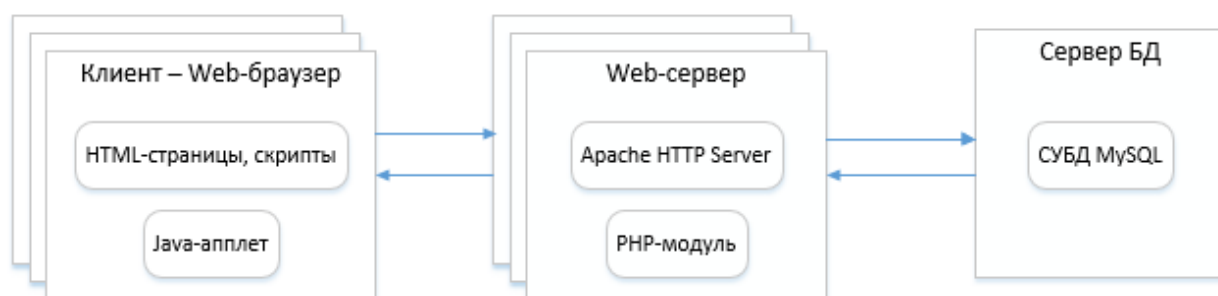 Клиент – Web-браузер
HTML-страницы, скрипты
Java-апплет
Web-сервер
Apache HTTP Server
PHP-модуль
Сервер БД
СУБД MySQL